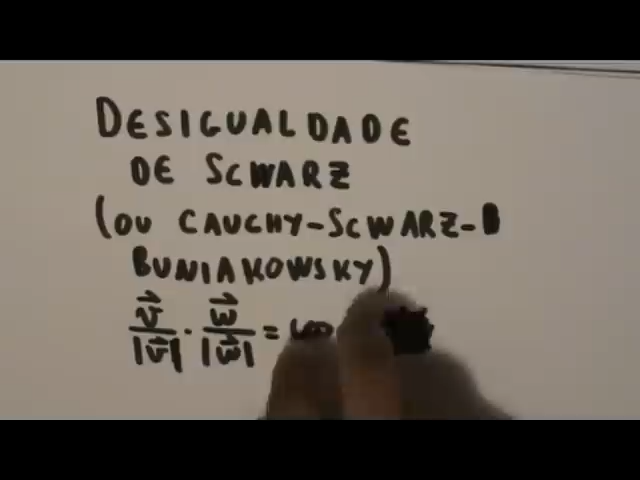 DESIGUALDADE
DE SCWARZ
(OU CAUCHY-SCWARZ-B
BUNIAKOWSKY)
v⃗/|v⃗| · w⃗/|w⃗| =